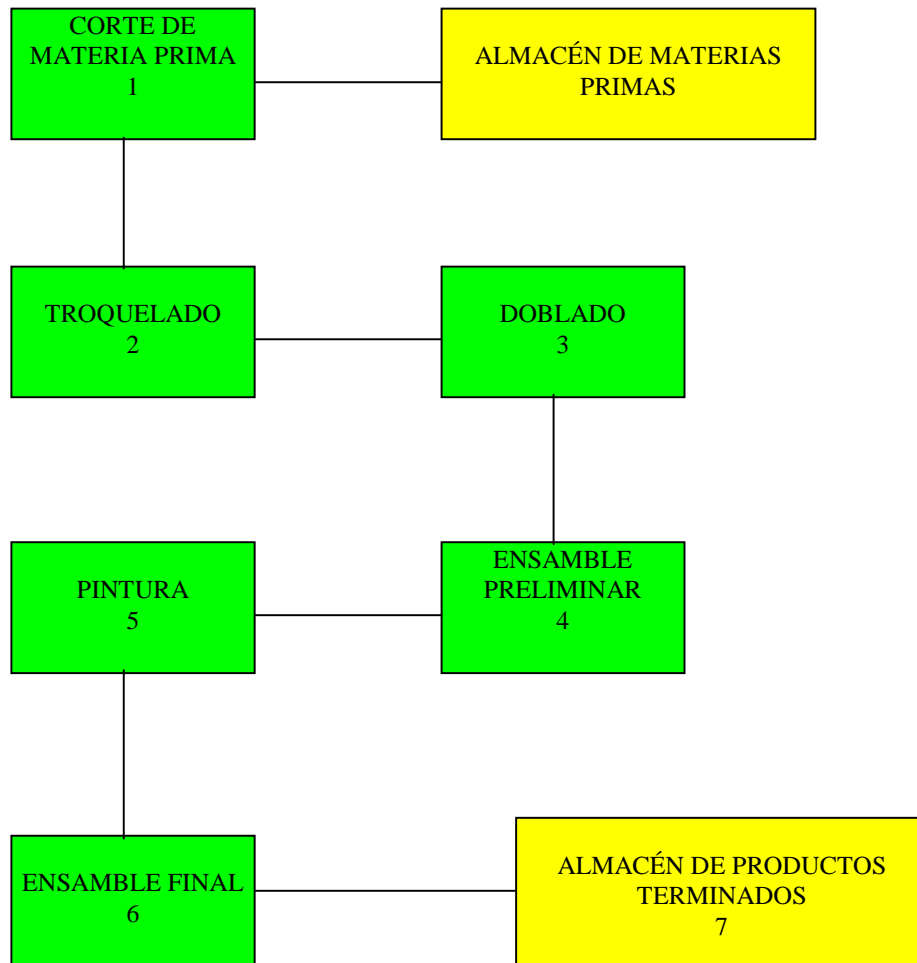 CORTE DE
MATERIA PRIMA
1
ALMACÉN DE MATERIAS
PRIMAS
TROQUELADO
2
DOBLADO
3
ENSAMBLE
PRELIMINAR
4
PINTURA
5
ENSAMBLE FINAL
6
ALMACÉN DE PRODUCTOS
TERMINADOS
7